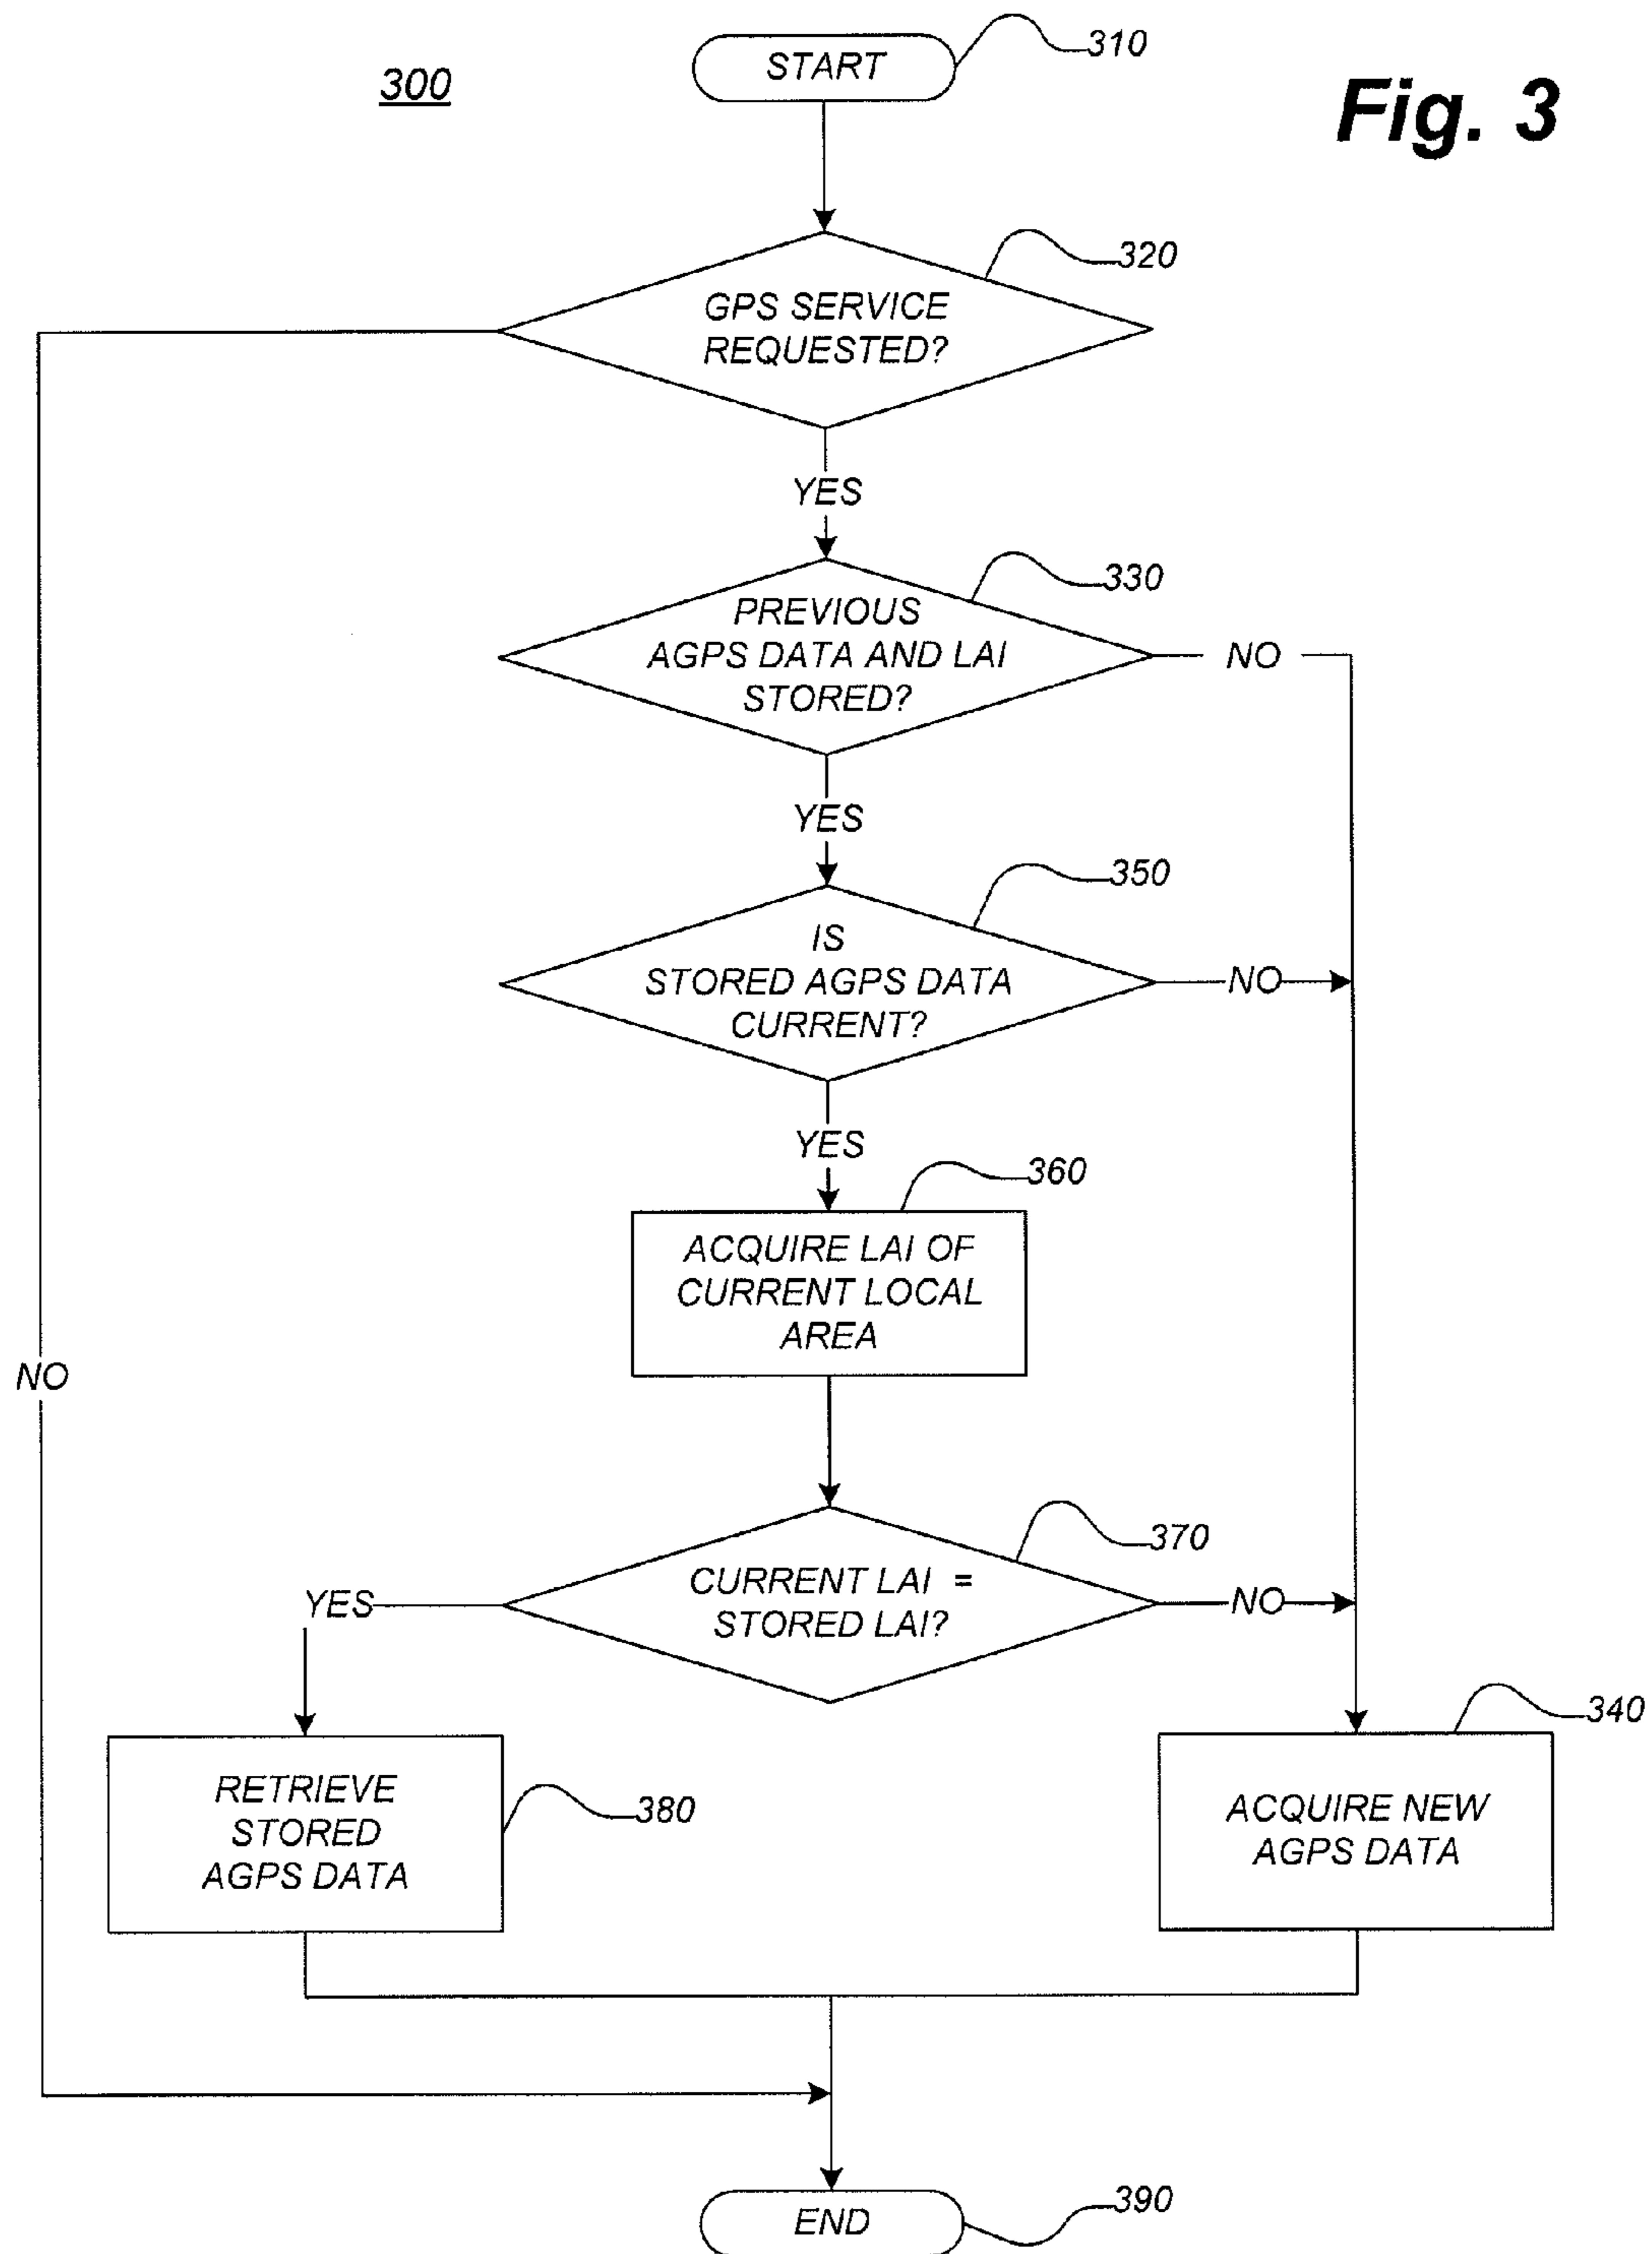 START
310
300
Fig. 3
320
GPS SERVICE
REQUESTED?
YES
330
PREVIOUS
AGPS DATA AND LAI
STORED?
NO
YES
350
IS
STORED AGPS DATA
CURRENT?
NO
YES
360
ACQUIRE LAI OF
CURRENT LOCAL
AREA
NO
370
CURRENT LAI =
STORED LAI?
YES
NO
340
RETRIEVE
STORED
AGPS DATA
380
ACQUIRE NEW
AGPS DATA
END
390